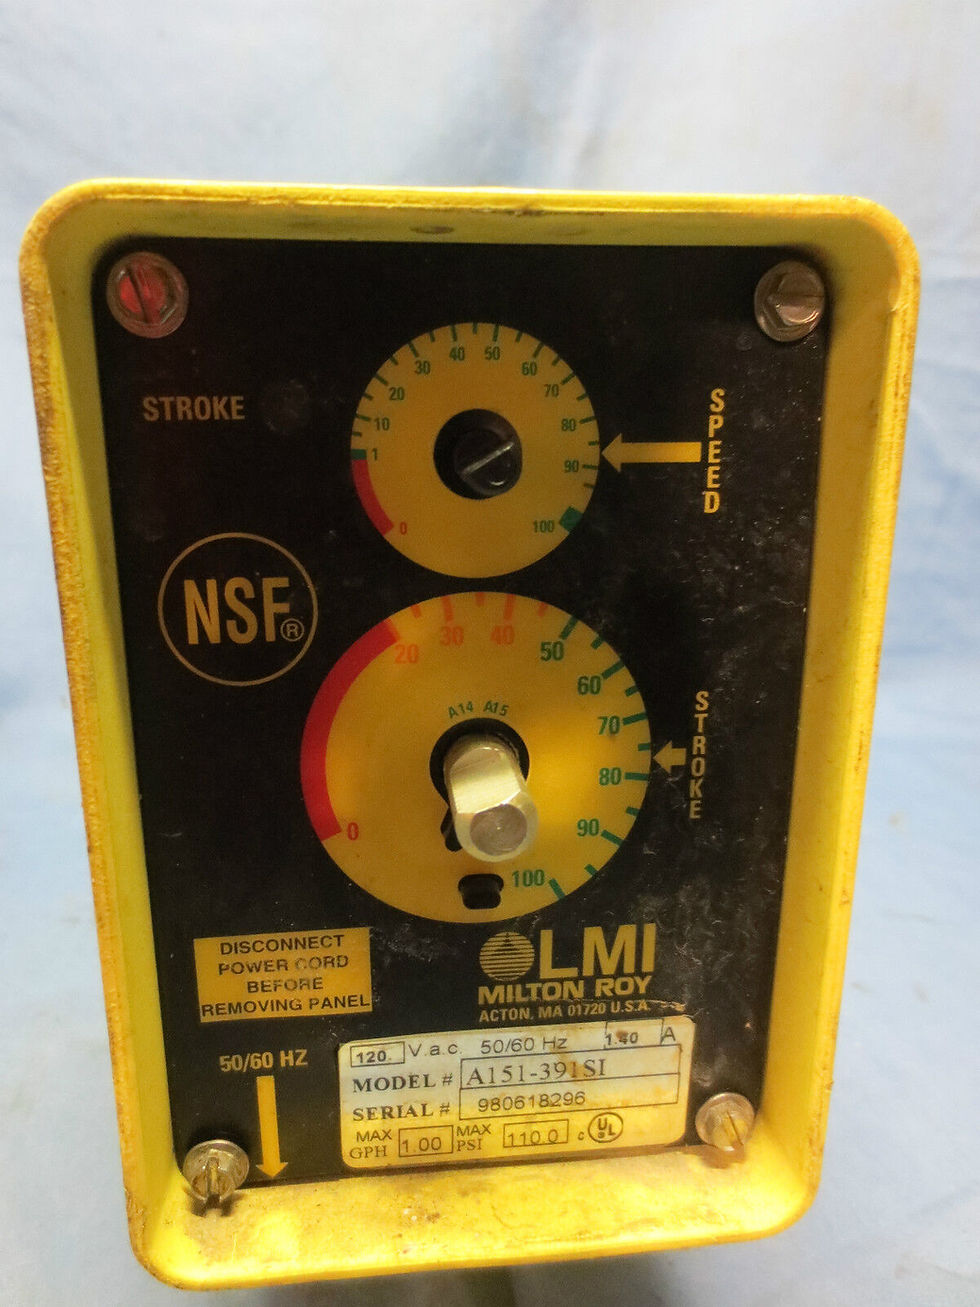 STROKE
0
1
10
20
30
40
50
60
70
80
90
100
SPEED
NSF®
0
20
30
40
50
60
70
80
90
100
A14 A15
STROKE
DISCONNECT
POWER CORD
BEFORE
REMOVING PANEL
LMI
MILTON ROY
ACTON, MA 01720 U.S.A.
50/60 HZ
120. V.a.c. 50/60 Hz 1.40 A
MODEL # A151-391SI
SERIAL # 980618296
MAX GPH 1.00 MAX PSI 110.0 c UL